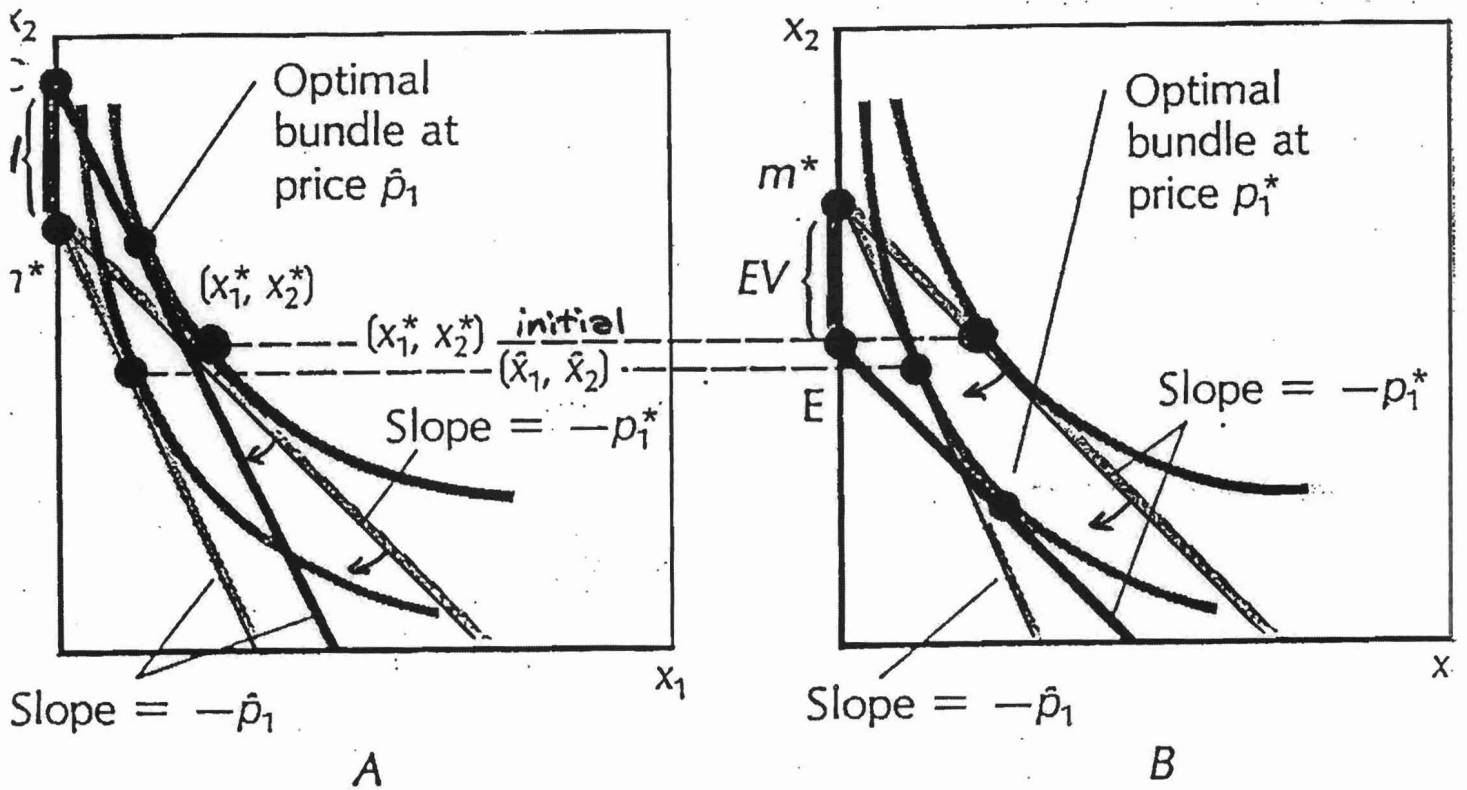 x₂
Optimal
bundle at
price p̂₁
(x₁*, x₂*)
(x₁*, x₂*) initial
(x̂₁, x̂₂)
Slope = −p₁*
x₁
Slope = −p̂₁
A
x₂
Optimal
bundle at
price p₁*
m*
EV
E
Slope = −p₁*
x
Slope = −p̂₁
B